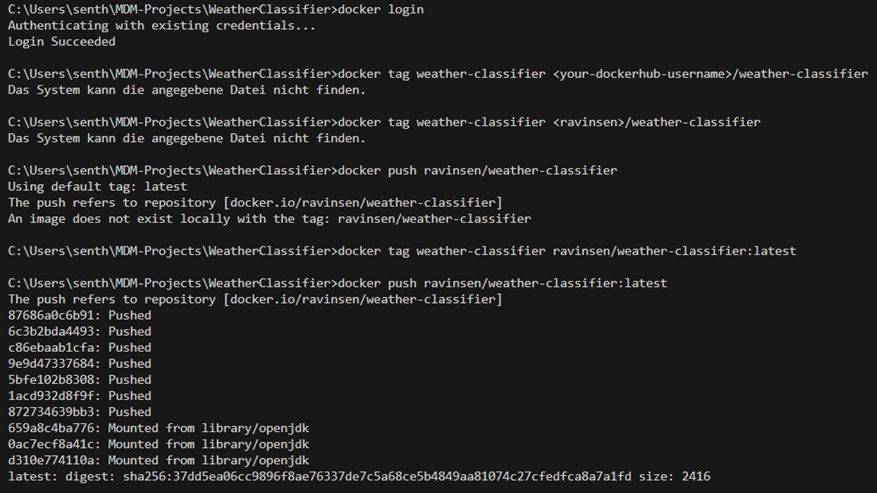 C:\Users\senth\MDM-Projects\WeatherClassifier>docker login
Authenticating with existing credentials...
Login Succeeded
C:\Users\senth\MDM-Projects\WeatherClassifier>docker tag weather-classifier <your-dockerhub-username>/weather-classifier
Das System kann die angegebene Datei nicht finden.
C:\Users\senth\MDM-Projects\WeatherClassifier>docker tag weather-classifier <ravinsen>/weather-classifier
Das System kann die angegebene Datei nicht finden.
C:\Users\senth\MDM-Projects\WeatherClassifier>docker push ravinsen/weather-classifier
Using default tag: latest
The push refers to repository [docker.io/ravinsen/weather-classifier]
An image does not exist locally with the tag: ravinsen/weather-classifier
C:\Users\senth\MDM-Projects\WeatherClassifier>docker tag weather-classifier ravinsen/weather-classifier:latest
C:\Users\senth\MDM-Projects\WeatherClassifier>docker push ravinsen/weather-classifier:latest
The push refers to repository [docker.io/ravinsen/weather-classifier]
87686a0c6b91: Pushed
6c3b2bda4493: Pushed
c86ebaab1cfa: Pushed
9e9d47337684: Pushed
5bfe102b8308: Pushed
1acd932d8f9f: Pushed
872734639bb3: Pushed
659a8c4ba776: Mounted from library/openjdk
0ac7ecf8a41c: Mounted from library/openjdk
d310e774110a: Mounted from library/openjdk
latest: digest: sha256:37dd5ea06cc9896f8ae76337de7c5a68ce5b4849aa81074c27cfedfca8a7a1fd size: 2416